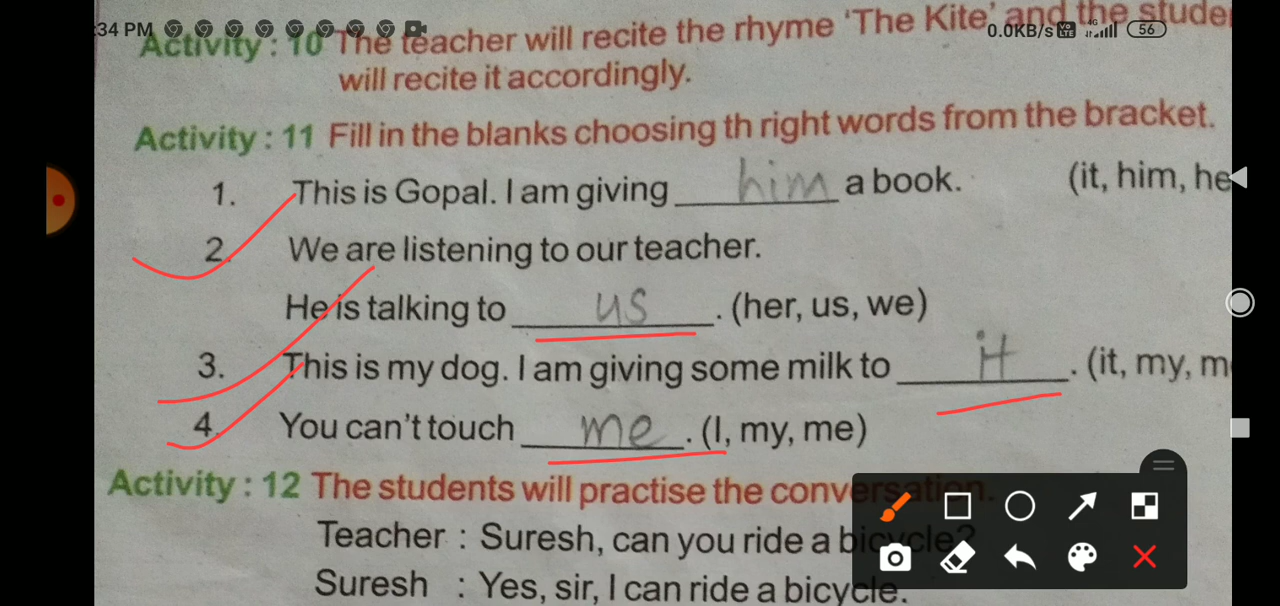 :34 PM 0.0KB/s Vo LTE 4G 56
Activity : 10 The teacher will recite the rhyme 'The Kite' and the
will recite it accordingly.
Activity : 11 Fill in the blanks choosing th right words from the bracket.
1. This is Gopal. I am giving him a book. (it, him, he
2. We are listening to our teacher.
He is talking to us. (her, us, we)
3. This is my dog. I am giving some milk to it. (it, my, m
4. You can't touch me. (I, my, me)
Activity : 12 The students will practise the conversation.
Teacher : Suresh, can you ride a bicycle?
Suresh : Yes, sir, I can ride a bicycle.